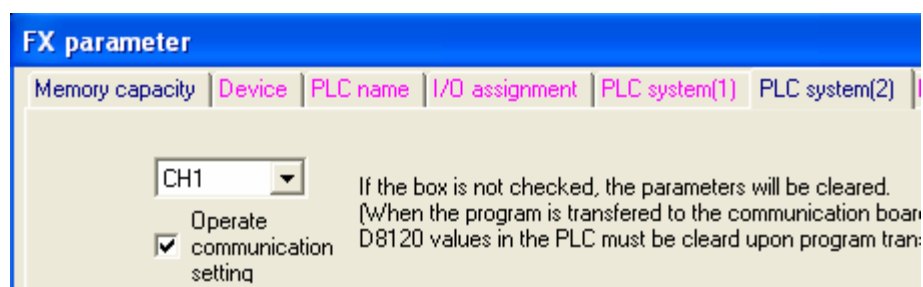 FX parameter
Memory capacity Device PLC name I/O assignment PLC system(1) PLC system(2)
CH1
If the box is not checked, the parameters will be cleared.
Operate communication setting
(When the program is transfered to the communication
D8120 values in the PLC must be cleard upon program